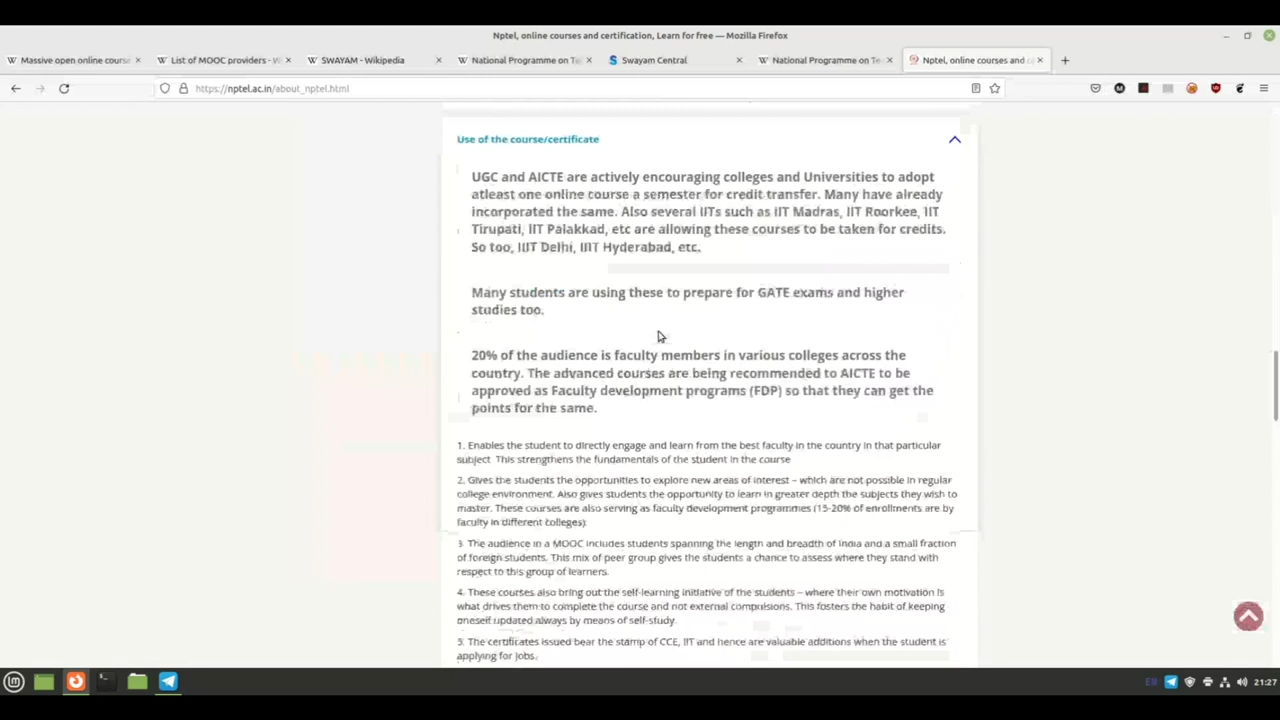 Nptel, online courses and certification, Learn for free — Mozilla Firefox
Massive open online cours
List of MOOC providers - W
SWAYAM - Wikipedia
National Programme on Te
Swayam Central
National Programme on Te
Nptel, online courses and c
https://nptel.ac.in/about_nptel.html
Use of the course/certificate
UGC and AICTE are actively encouraging colleges and Universities to adopt
atleast one online course a semester for credit transfer. Many have already
incorporated the same. Also several IITs such as IIT Madras, IIT Roorkee, IIT
Tirupati, IIT Palakkad, etc are allowing these courses to be taken for credits.
So too, IIIT Delhi, IIIT Hyderabad, etc.
Many students are using these to prepare for GATE exams and higher
studies too.
20% of the audience is faculty members in various colleges across the
country. The advanced courses are being recommended to AICTE to be
approved as Faculty development programs (FDP) so that they can get the
points for the same.
1. Enables the student to directly engage and learn from the best faculty in the country in that particular
subject. This strengthens the fundamentals of the student in the course
2. Gives the students the opportunities to explore new areas of interest – which are not possible in regular
college environment. Also gives students the opportunity to learn in greater depth the subjects they wish to
master. These courses are also serving as faculty development programmes (15-20% of enrollments are by
faculty in different colleges).
3. The audience in a MOOC includes students spanning the length and breadth of India and a small fraction
of foreign students. This mix of peer group gives the students a chance to assess where they stand with
respect to this group of learners.
4. These courses also bring out the self-learning initiative of the students – where their own motivation is
what drives them to complete the course and not external compulsions. This fosters the habit of keeping
oneself updated always by means of self-study.
5. The certificates issued bear the stamp of CCE, IIT and hence are valuable additions when the student is
applying for jobs.
EN
21:27